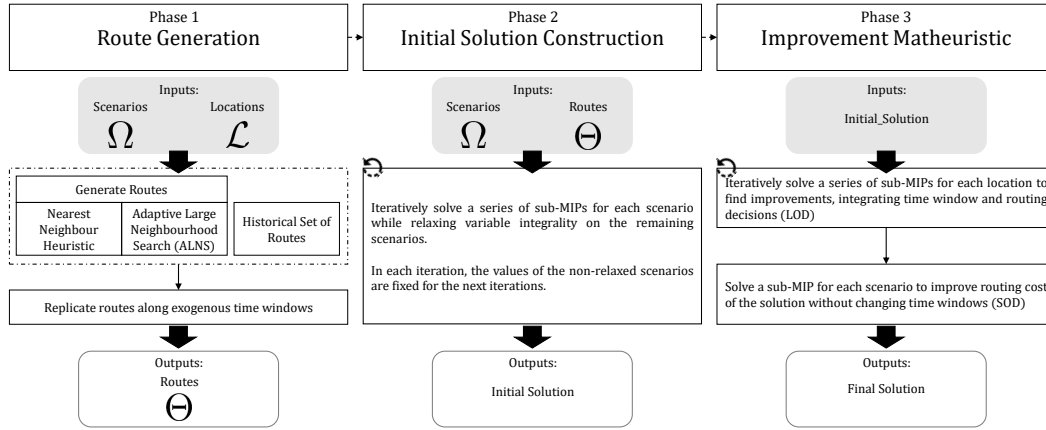 Phase 1
Route Generation
Inputs:
Scenarios Locations
Ω ℒ
Generate Routes
Nearest
Neighbour
Heuristic
Adaptive Large
Neighbourhood
Search (ALNS)
Historical Set of
Routes
Replicate routes along exogenous time windows
Outputs:
Routes
Θ
Phase 2
Initial Solution Construction
Inputs:
Scenarios Routes
Ω Θ
Iteratively solve a series of sub-MIPs for each scenario
while relaxing variable integrality on the remaining
scenarios.
In each iteration, the values of the non-relaxed scenarios
are fixed for the next iterations.
Outputs:
Initial Solution
Phase 3
Improvement Matheuristic
Inputs:
Initial_Solution
Iteratively solve a series of sub-MIPs for each location to
find improvements, integrating time window and routing
decisions (LOD)
Solve a sub-MIP for each scenario to improve routing cost
of the solution without changing time windows (SOD)
Outputs:
Final Solution